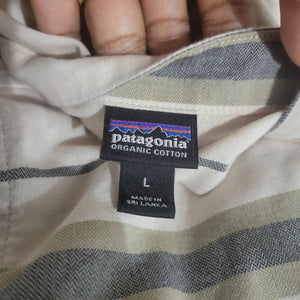 patagonia
ORGANIC COTTON
L
MADE IN
SRI LANKA